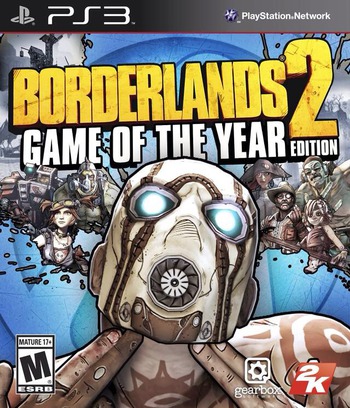 PS3
PlayStation®Network
BORDERLANDS 2
GAME OF THE YEAR EDITION
MATURE 17+
M
ESRB
gearbox
2K